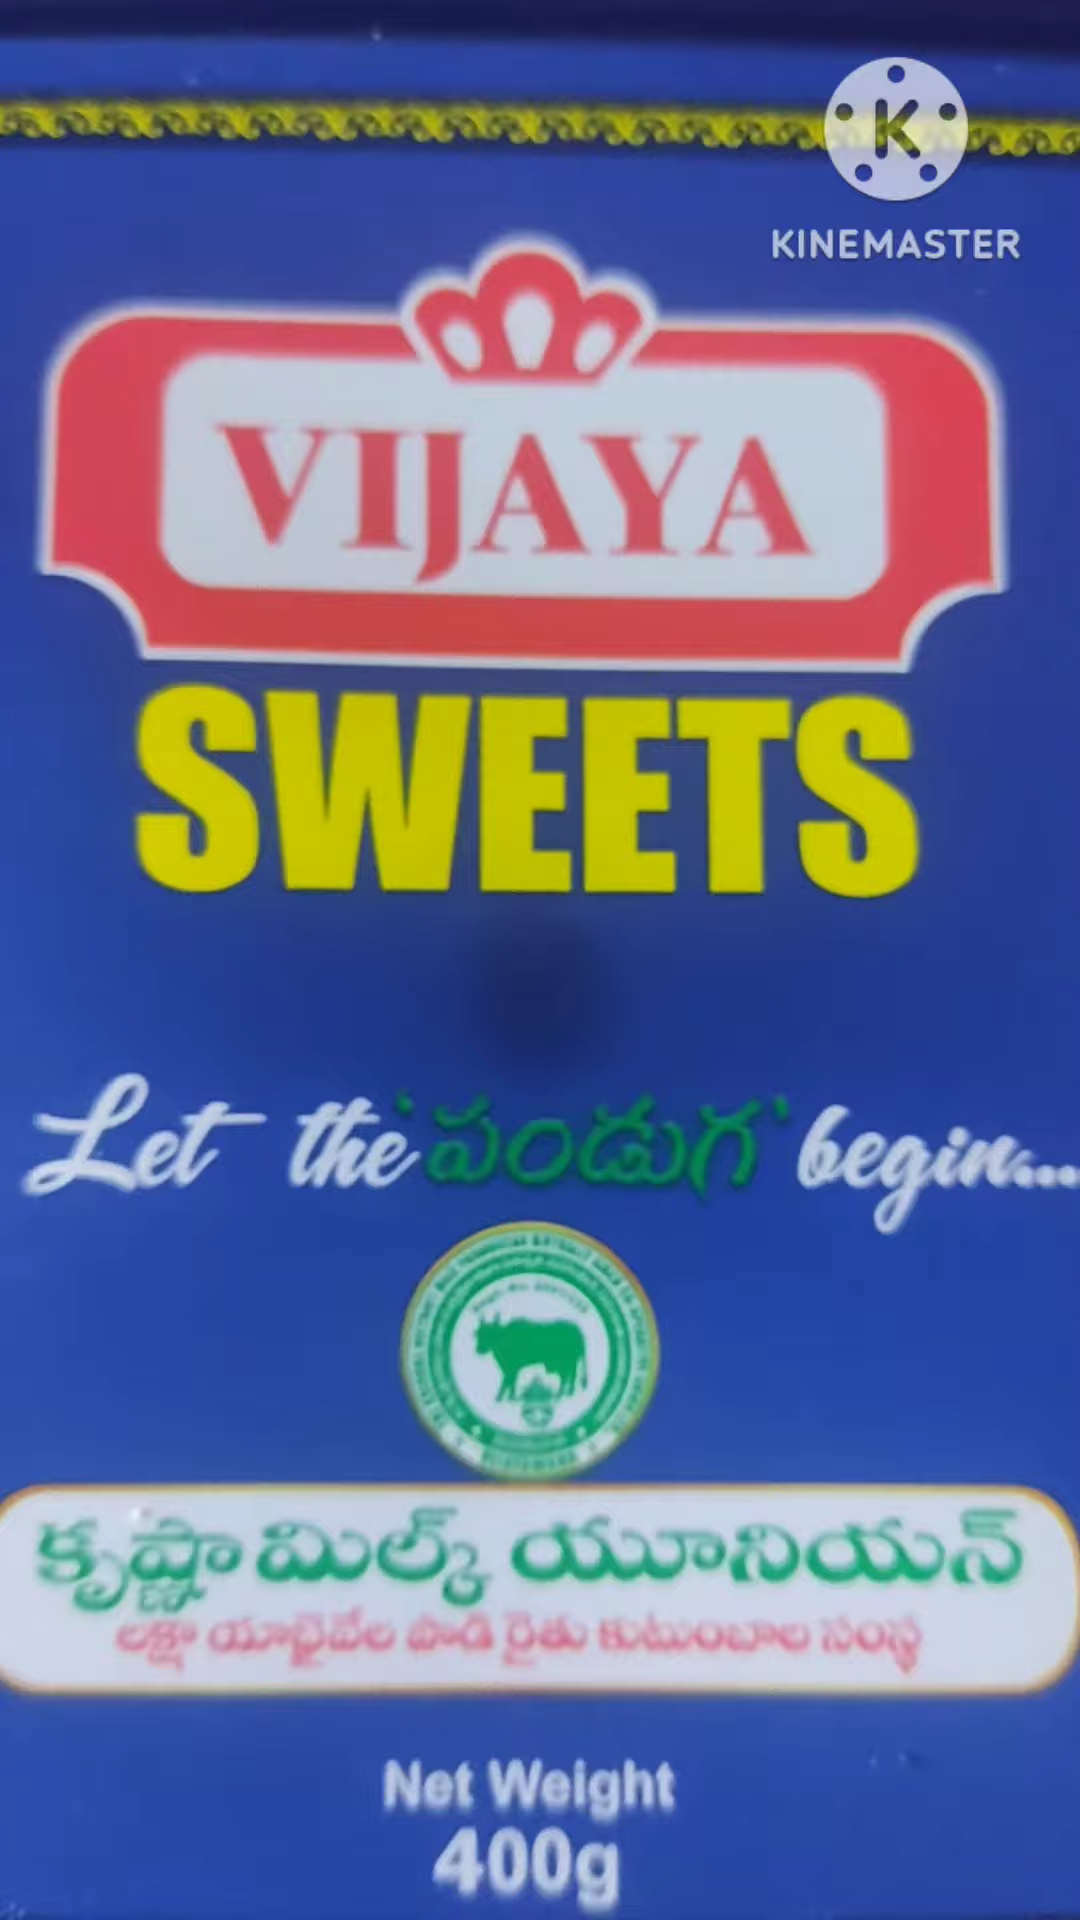 KINEMASTER
VIJAYA
SWEETS
Let the 'పండుగ' begin...
కృష్ణా మిల్క్ యూనియన్
లక్షా యాభైవేల పాడి రైతు కుటుంబాల సంస్థ
Net Weight
400g